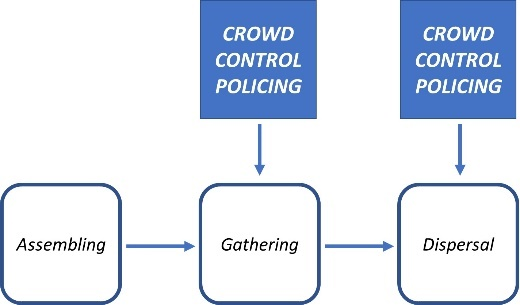 CROWD
CONTROL
POLICING
CROWD
CONTROL
POLICING
Assembling
Gathering
Dispersal